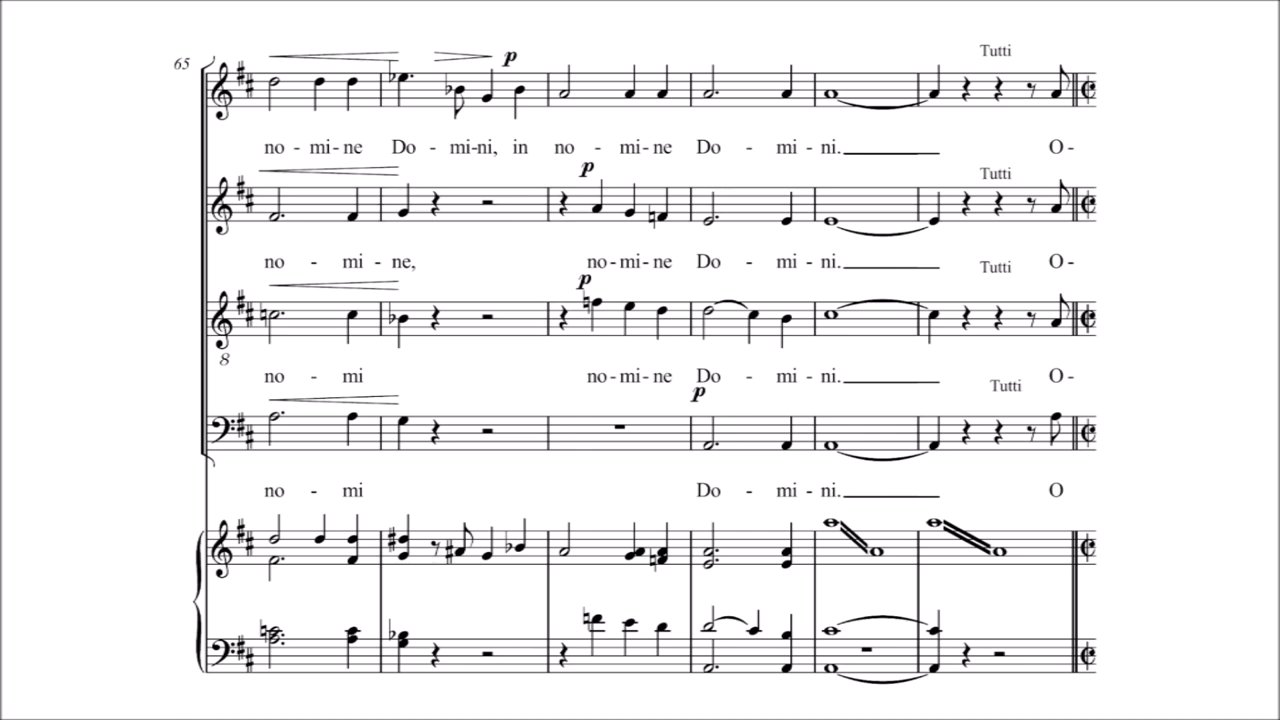 65
p
Tutti
no - mi - ne Do - mi-ni, in no - mi - ne Do - mi - ni. O -
p
Tutti
no - mi - ne, no - mi - ne Do - mi - ni. O -
p
Tutti
8
no - mi no - mi - ne Do - mi - ni. O -
p
Tutti
no - mi Do - mi - ni. O